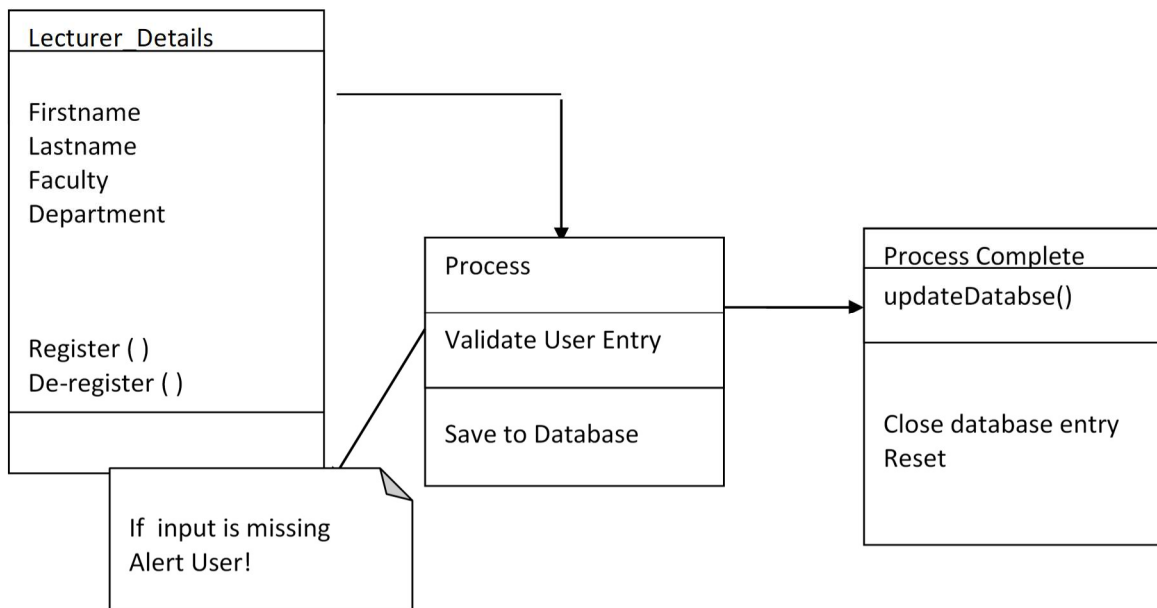 Lecturer_Details
Firstname
Lastname
Faculty
Department
Register ( )
De-register ( )
Process
Validate User Entry
Save to Database
Process Complete
updateDatabse()
Close database entry
Reset
If  input is missing
Alert User!